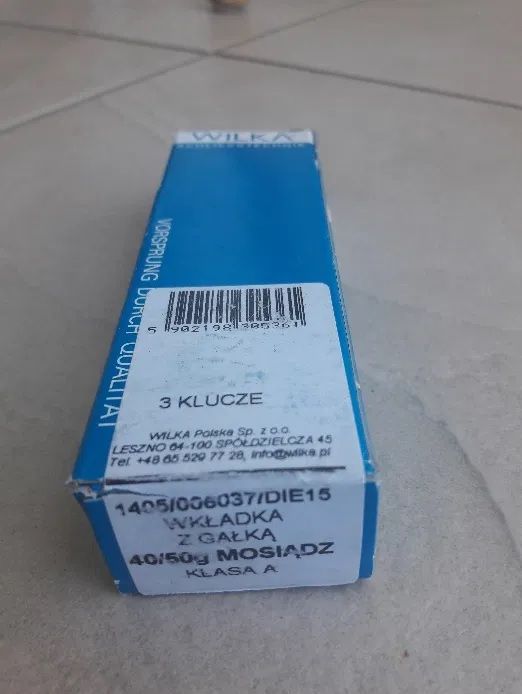 WILKA
SCHLIESSTECHNIK
VORSPRUNG DURCH QUALITÄT
5 902198 305361
3 KLUCZE
WILKA Polska Sp. z o.o.
LESZNO 64-100 SPÓŁDZIELCZA 45
Tel. +48 65 529 77 28, info@wilka.pl
1405/006037/DIE15
WKŁADKA
Z GAŁKĄ
40/50g MOSIĄDZ
KLASA A